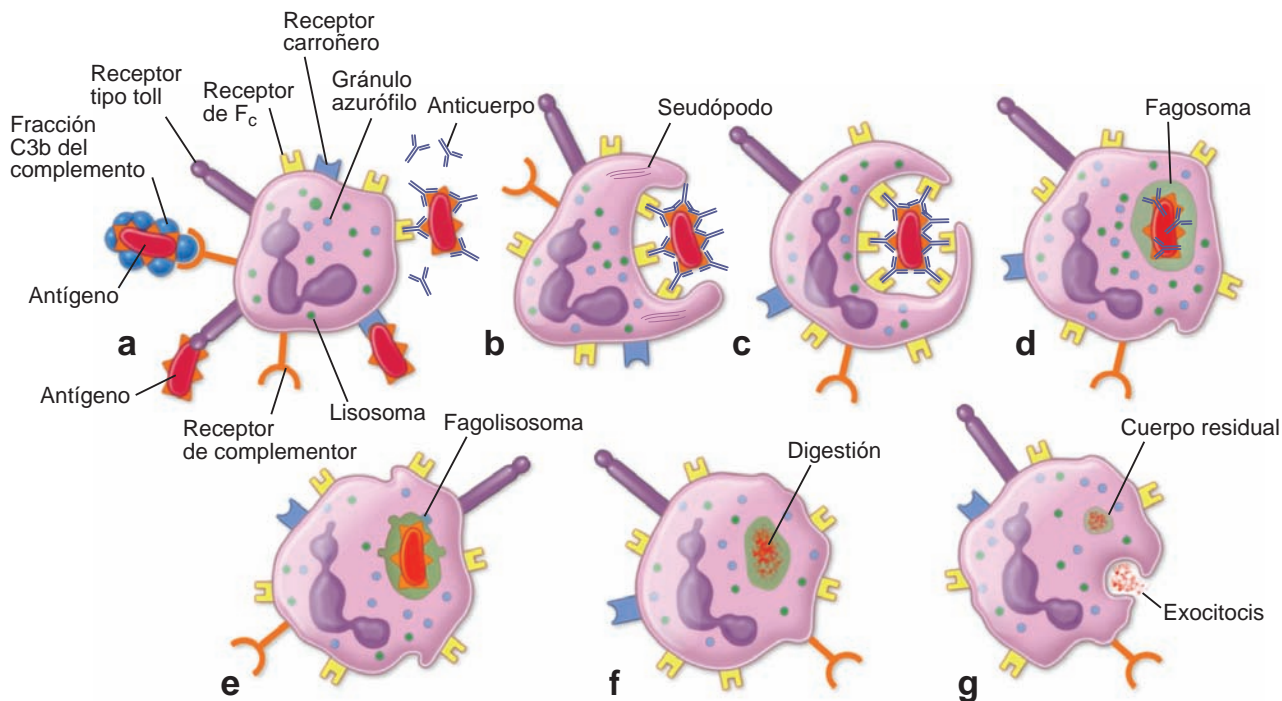 Receptor
carroñero
Receptor
tipo toll
Receptor
de Fc
Gránulo
azurófilo
Anticuerpo
Fracción
C3b del
complemento
Antígeno
a
Antígeno
Receptor
de complementor
Lisosoma
Seudópodo
b
c
Fagosoma
d
Fagolisosoma
e
Digestión
f
Cuerpo residual
Exocitocis
g